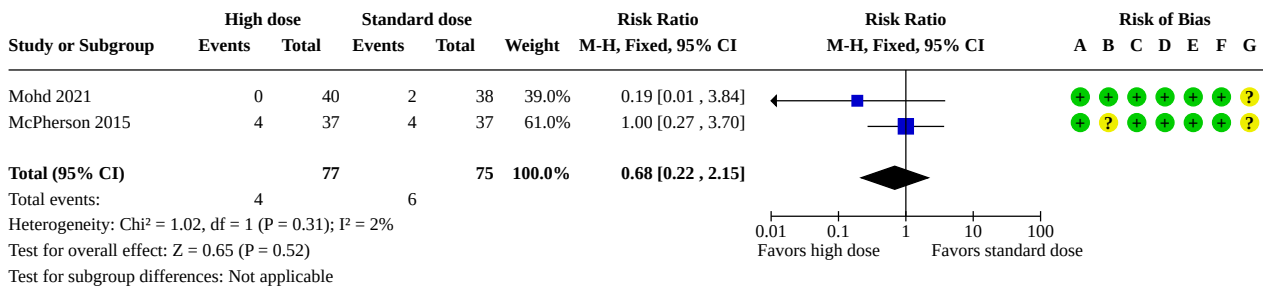 High dose Standard dose Risk Ratio Risk Ratio Risk of Bias
Study or Subgroup Events Total Events Total Weight M-H, Fixed, 95% CI M-H, Fixed, 95% CI A B C D E F G
Mohd 2021 0 40 2 38 39.0% 0.19 [0.01 , 3.84] + + + + + + ?
McPherson 2015 4 37 4 37 61.0% 1.00 [0.27 , 3.70] + ? + + + + ?
Total (95% CI) 77 75 100.0% 0.68 [0.22 , 2.15]
Total events: 4 6
Heterogeneity: Chi² = 1.02, df = 1 (P = 0.31); I² = 2%
0.01 0.1 1 10 100
Test for overall effect: Z = 0.65 (P = 0.52) Favors high dose Favors standard dose
Test for subgroup differences: Not applicable